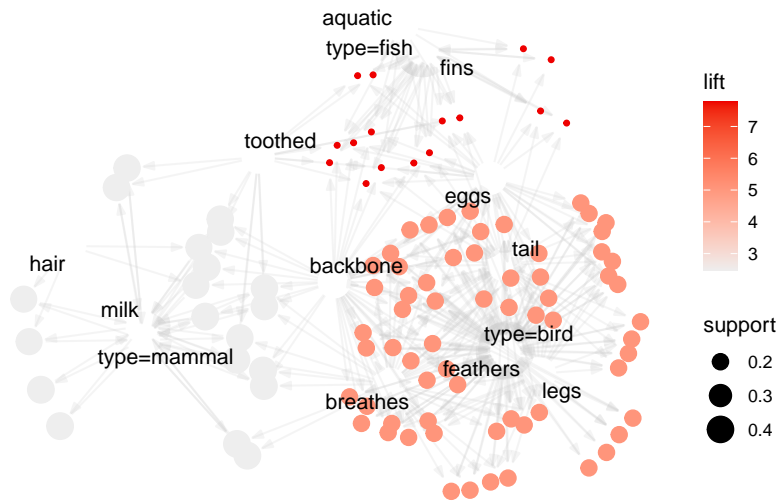 aquatic
type=fish
fins
toothed
eggs
tail
hair
backbone
milk
type=mammal
type=bird
feathers
legs
breathes
lift
7
6
5
4
3
support
0.2
0.3
0.4